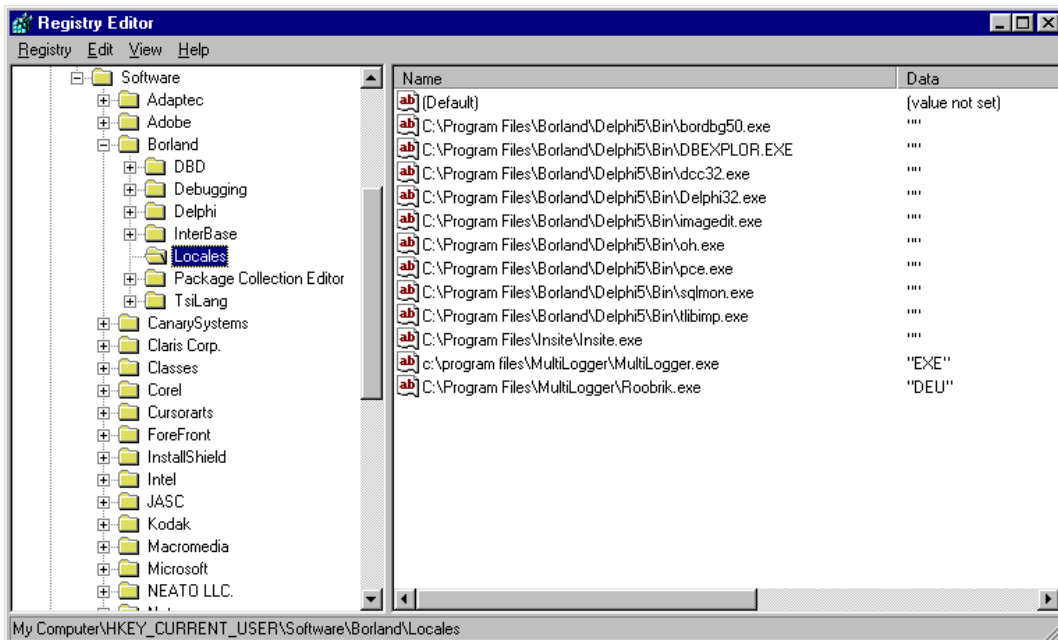 Registry Editor
Registry Edit View Help
Software
Adaptec
Adobe
Borland
DBD
Debugging
Delphi
InterBase
Locales
Package Collection Editor
TsiLang
CanarySystems
Claris Corp.
Classes
Corel
Cursorarts
ForeFront
InstallShield
Intel
JASC
Kodak
Macromedia
Microsoft
NEATO LLC.
Name Data
(Default) (value not set)
C:\Program Files\Borland\Delphi5\Bin\bordbg50.exe ""
C:\Program Files\Borland\Delphi5\Bin\DBEXPLOR.EXE ""
C:\Program Files\Borland\Delphi5\Bin\dcc32.exe ""
C:\Program Files\Borland\Delphi5\Bin\Delphi32.exe ""
C:\Program Files\Borland\Delphi5\Bin\imagedit.exe ""
C:\Program Files\Borland\Delphi5\Bin\oh.exe ""
C:\Program Files\Borland\Delphi5\Bin\pce.exe ""
C:\Program Files\Borland\Delphi5\Bin\sqlmon.exe ""
C:\Program Files\Borland\Delphi5\Bin\tlibimp.exe ""
C:\Program Files\Insite\Insite.exe ""
c:\program files\MultiLogger\MultiLogger.exe "EXE"
C:\Program Files\MultiLogger\Roobrik.exe "DEU"
My Computer\HKEY_CURRENT_USER\Software\Borland\Locales